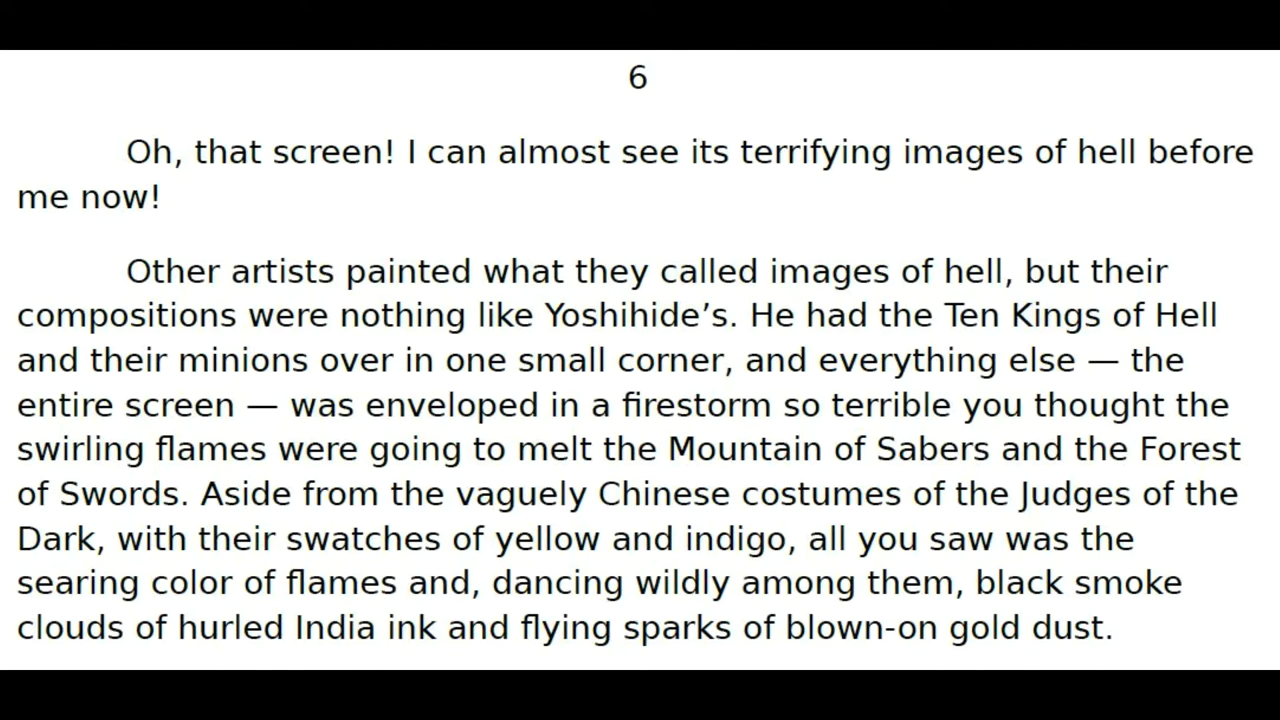 6
Oh, that screen! I can almost see its terrifying images of hell before
me now!
Other artists painted what they called images of hell, but their
compositions were nothing like Yoshihide’s. He had the Ten Kings of Hell
and their minions over in one small corner, and everything else — the
entire screen — was enveloped in a firestorm so terrible you thought the
swirling flames were going to melt the Mountain of Sabers and the Forest
of Swords. Aside from the vaguely Chinese costumes of the Judges of the
Dark, with their swatches of yellow and indigo, all you saw was the
searing color of flames and, dancing wildly among them, black smoke
clouds of hurled India ink and flying sparks of blown-on gold dust.